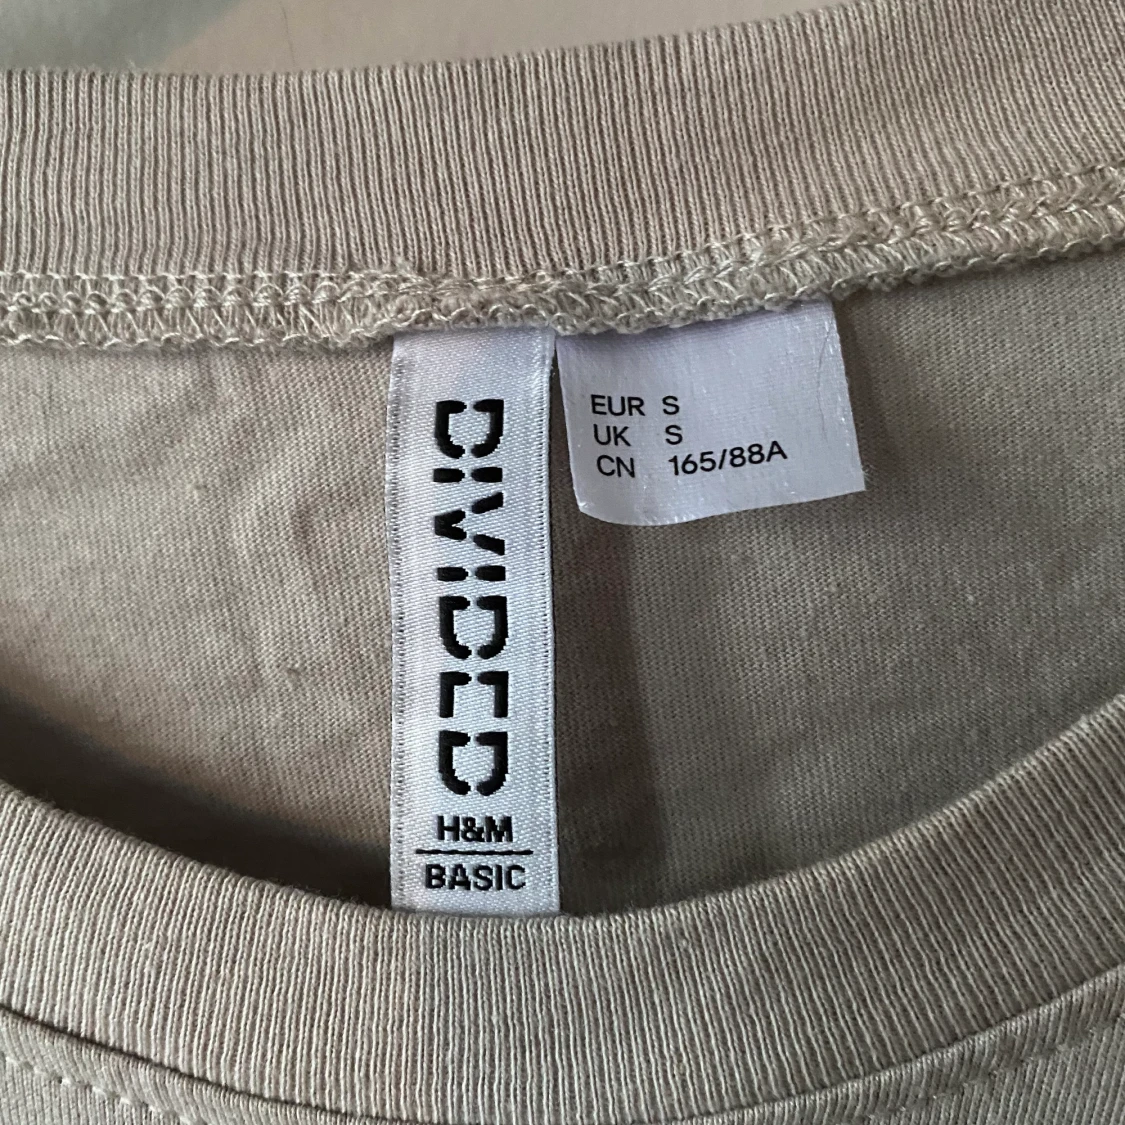 DIVIDED
H&M
BASIC
EUR S
UK S
CN 165/88A